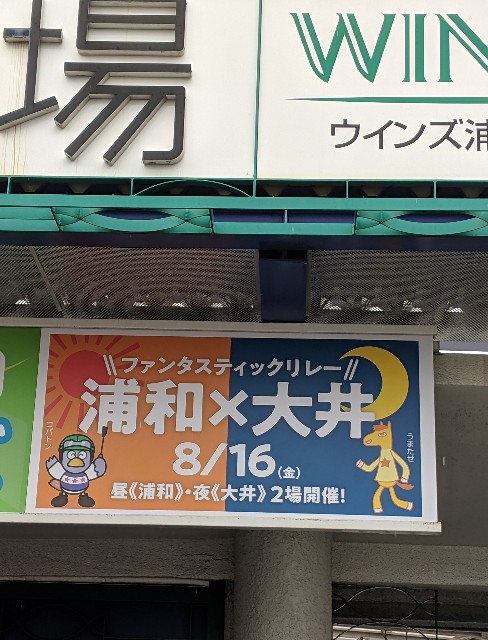 場
WIN
ウインズ浦
\\ファンタスティックリレー//
浦和×大井
8/16(金)
昼《浦和》・夜《大井》2場開催!
コバトン
うまたせ